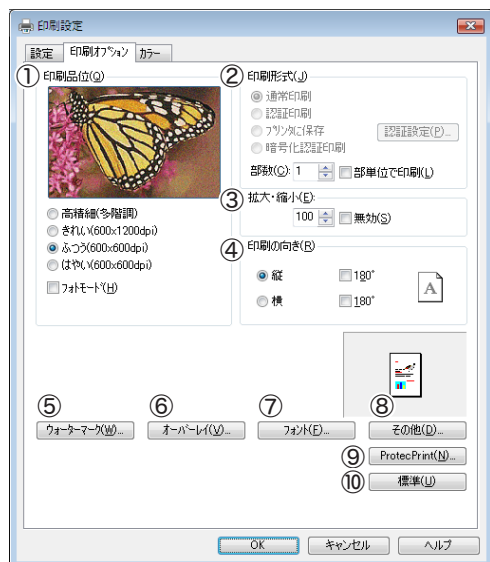 印刷設定
設定 印刷オプション カラー
① 印刷品位(Q)
高精細(多階調)
きれい(600x1200dpi)
ふつう(600x600dpi)
はやい(600x600dpi)
フォトモード(H)
② 印刷形式(J)
通常印刷
認証印刷
プリンタに保存 認証設定(P)...
暗号化認証印刷
部数(C): 1 部単位で印刷(L)
③ 拡大・縮小(E):
100 無効(S)
④ 印刷の向き(R)
縦 180°
横 180°
A
⑤ ⑥ ⑦ ⑧
ウォーターマーク(W)... オーバーレイ(V)... フォント(F)... その他(D)...
⑨ ProtecPrint(N)...
⑩ 標準(U)
OK キャンセル ヘルプ